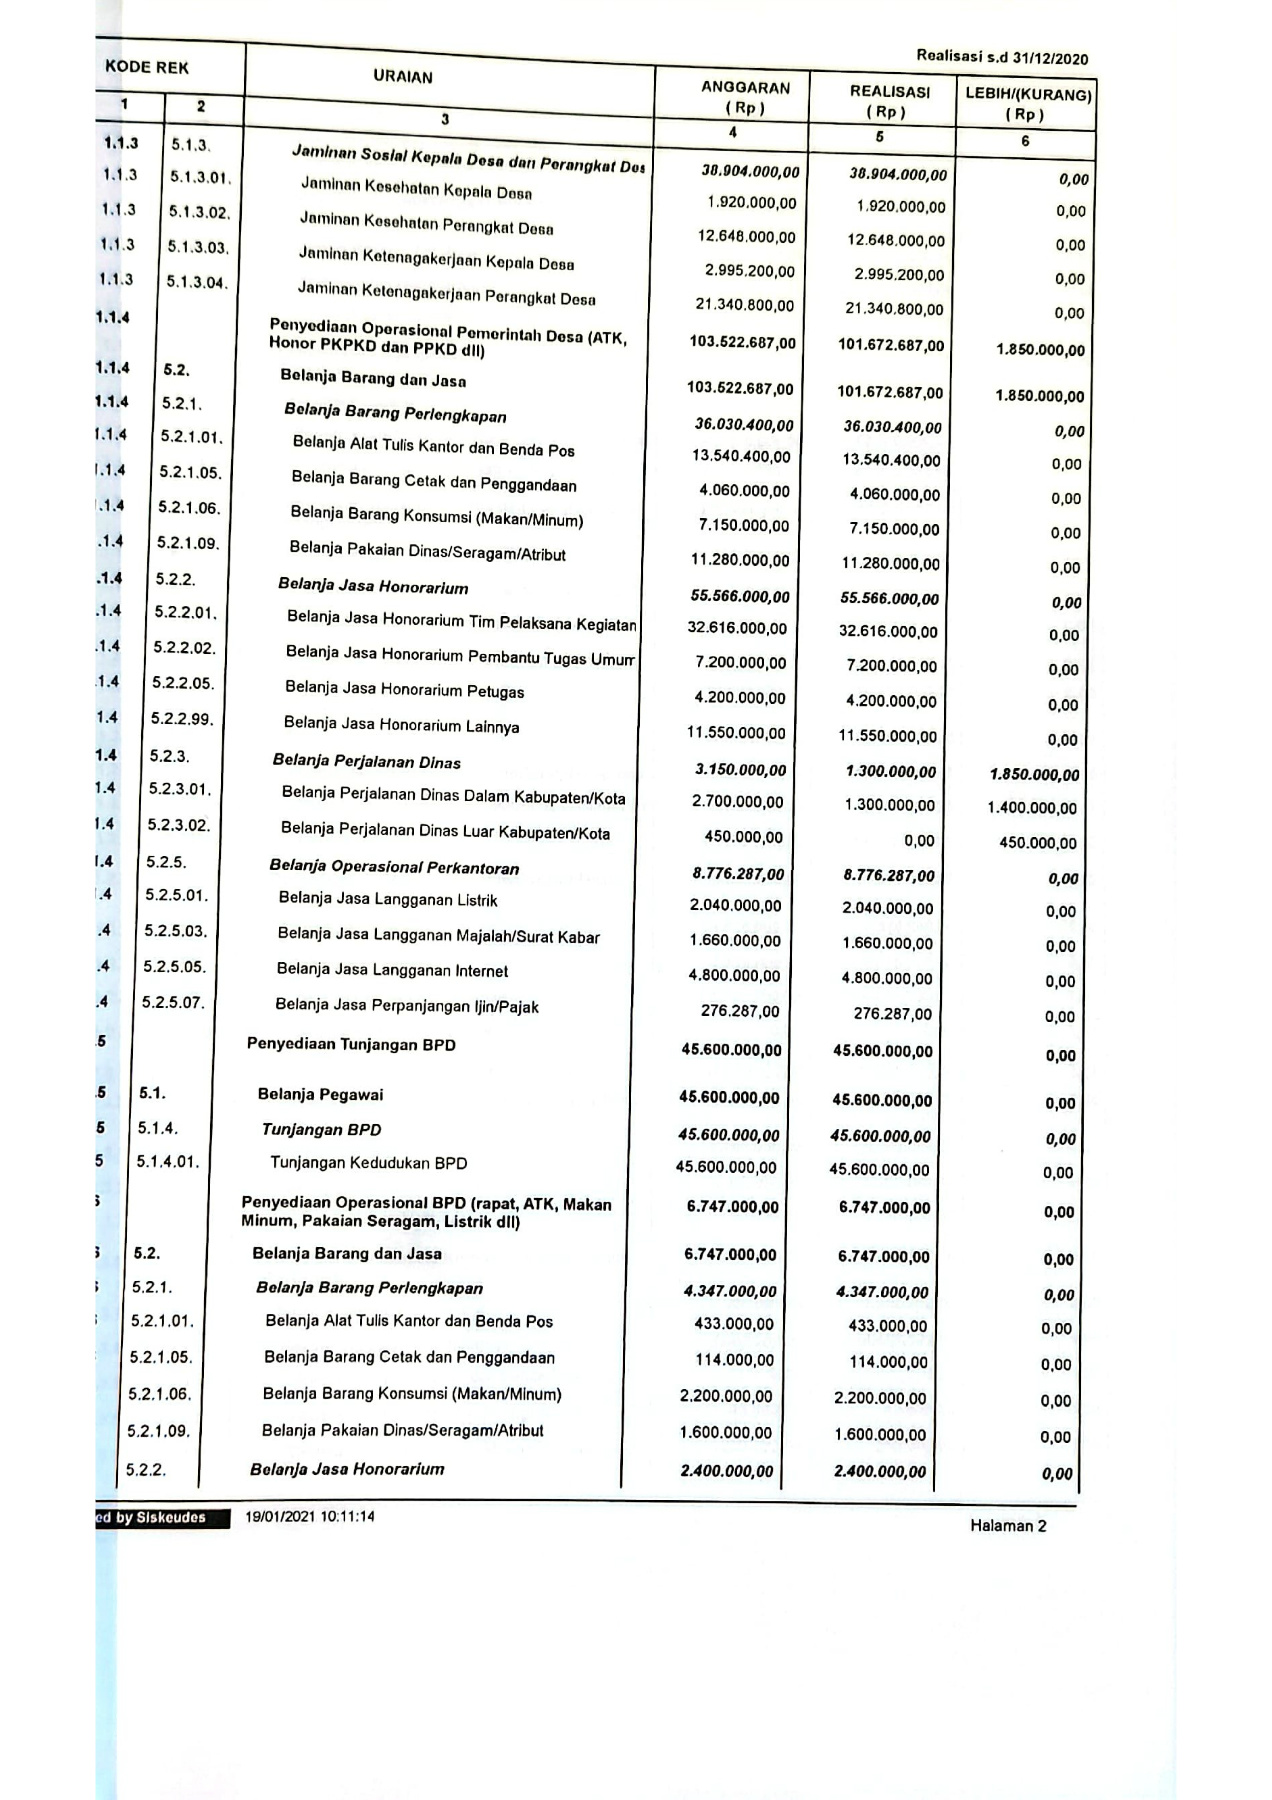 Realisasi s.d 31/12/2020
KODE REK URAIAN ANGGARAN ( Rp ) REALISASI ( Rp ) LEBIH/(KURANG) ( Rp )
1 2 3 4 5 6
1.1.3 5.1.3. Jaminan Sosial Kepala Desa dan Perangkat Des 38.904.000,00 38.904.000,00 0,00
1.1.3 5.1.3.01. Jaminan Kesehatan Kepala Desa 1.920.000,00 1.920.000,00 0,00
1.1.3 5.1.3.02. Jaminan Kesehatan Perangkat Desa 12.648.000,00 12.648.000,00 0,00
1.1.3 5.1.3.03. Jaminan Ketenagakerjaan Kepala Desa 2.995.200,00 2.995.200,00 0,00
1.1.3 5.1.3.04. Jaminan Ketenagakerjaan Perangkat Desa 21.340.800,00 21.340.800,00 0,00
1.1.4 Penyediaan Operasional Pemerintah Desa (ATK, 103.522.687,00 101.672.687,00 1.850.000,00
Honor PKPKD dan PPKD dll)
1.1.4 5.2. Belanja Barang dan Jasa 103.522.687,00 101.672.687,00 1.850.000,00
1.1.4 5.2.1. Belanja Barang Perlengkapan 36.030.400,00 36.030.400,00 0,00
1.1.4 5.2.1.01. Belanja Alat Tulis Kantor dan Benda Pos 13.540.400,00 13.540.400,00 0,00
1.1.4 5.2.1.05. Belanja Barang Cetak dan Penggandaan 4.060.000,00 4.060.000,00 0,00
.1.4 5.2.1.06. Belanja Barang Konsumsi (Makan/Minum) 7.150.000,00 7.150.000,00 0,00
.1.4 5.2.1.09. Belanja Pakaian Dinas/Seragam/Atribut 11.280.000,00 11.280.000,00 0,00
.1.4 5.2.2. Belanja Jasa Honorarium 55.566.000,00 55.566.000,00 0,00
.1.4 5.2.2.01. Belanja Jasa Honorarium Tim Pelaksana Kegiatan 32.616.000,00 32.616.000,00 0,00
.1.4 5.2.2.02. Belanja Jasa Honorarium Pembantu Tugas Umum 7.200.000,00 7.200.000,00 0,00
.1.4 5.2.2.05. Belanja Jasa Honorarium Petugas 4.200.000,00 4.200.000,00 0,00
1.4 5.2.2.99. Belanja Jasa Honorarium Lainnya 11.550.000,00 11.550.000,00 0,00
1.4 5.2.3. Belanja Perjalanan Dinas 3.150.000,00 1.300.000,00 1.850.000,00
1.4 5.2.3.01. Belanja Perjalanan Dinas Dalam Kabupaten/Kota 2.700.000,00 1.300.000,00 1.400.000,00
1.4 5.2.3.02. Belanja Perjalanan Dinas Luar Kabupaten/Kota 450.000,00 0,00 450.000,00
1.4 5.2.5. Belanja Operasional Perkantoran 8.776.287,00 8.776.287,00 0,00
.4 5.2.5.01. Belanja Jasa Langganan Listrik 2.040.000,00 2.040.000,00 0,00
.4 5.2.5.03. Belanja Jasa Langganan Majalah/Surat Kabar 1.660.000,00 1.660.000,00 0,00
.4 5.2.5.05. Belanja Jasa Langganan Internet 4.800.000,00 4.800.000,00 0,00
.4 5.2.5.07. Belanja Jasa Perpanjangan Ijin/Pajak 276.287,00 276.287,00 0,00
.5 Penyediaan Tunjangan BPD 45.600.000,00 45.600.000,00 0,00
.5 5.1. Belanja Pegawai 45.600.000,00 45.600.000,00 0,00
5 5.1.4. Tunjangan BPD 45.600.000,00 45.600.000,00 0,00
5 5.1.4.01. Tunjangan Kedudukan BPD 45.600.000,00 45.600.000,00 0,00
Penyediaan Operasional BPD (rapat, ATK, Makan 6.747.000,00 6.747.000,00 0,00
Minum, Pakaian Seragam, Listrik dll)
5.2. Belanja Barang dan Jasa 6.747.000,00 6.747.000,00 0,00
5.2.1. Belanja Barang Perlengkapan 4.347.000,00 4.347.000,00 0,00
5.2.1.01. Belanja Alat Tulis Kantor dan Benda Pos 433.000,00 433.000,00 0,00
5.2.1.05. Belanja Barang Cetak dan Penggandaan 114.000,00 114.000,00 0,00
5.2.1.06. Belanja Barang Konsumsi (Makan/Minum) 2.200.000,00 2.200.000,00 0,00
5.2.1.09. Belanja Pakaian Dinas/Seragam/Atribut 1.600.000,00 1.600.000,00 0,00
5.2.2. Belanja Jasa Honorarium 2.400.000,00 2.400.000,00 0,00
ed by Siskeudes 19/01/2021 10:11:14 Halaman 2